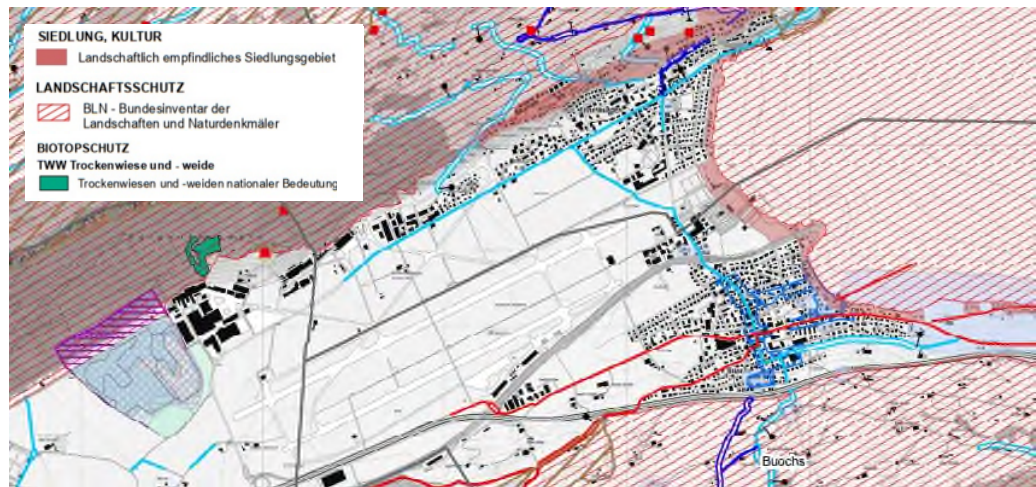 SIEDLUNG, KULTUR
Landschaftlich empfindliches Siedlungsgebiet
LANDSCHAFTSSCHUTZ
BLN - Bundesinventar der
Landschaften und Naturdenkmäler
BIOTOPSCHUTZ
TWW Trockenwiese und - weide
Trockenwiesen und -weiden nationaler Bedeutung
Buochs